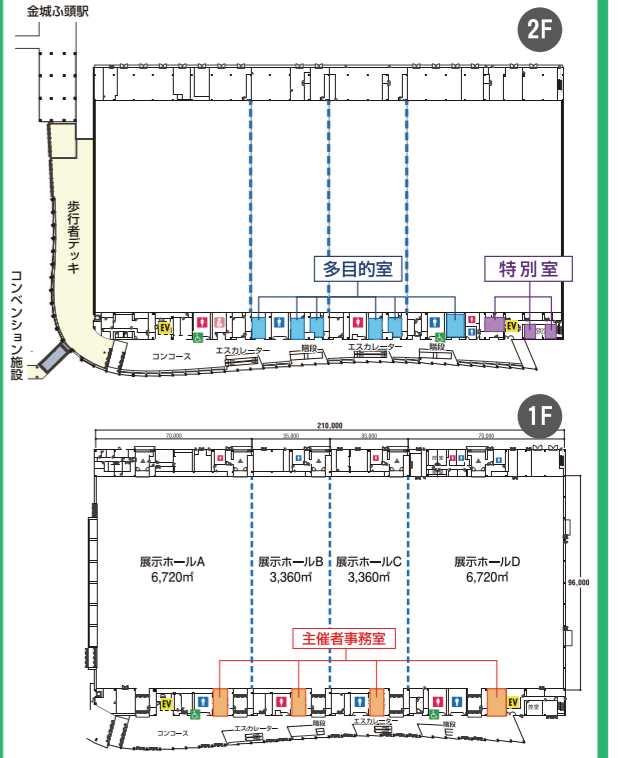 金城ふ頭駅
2F
歩行者デッキ
コンベンション施設
多目的室
特別室
EV
EV
コンコース
エスカレーター
階段
エスカレーター
階段
1F
210,000
70,000
35,000
35,000
70,000
展示ホールA
6,720㎡
展示ホールB
3,360㎡
展示ホールC
3,360㎡
展示ホールD
6,720㎡
96,000
主催者事務室
EV
EV
コンコース
エスカレーター
階段
エスカレーター
階段